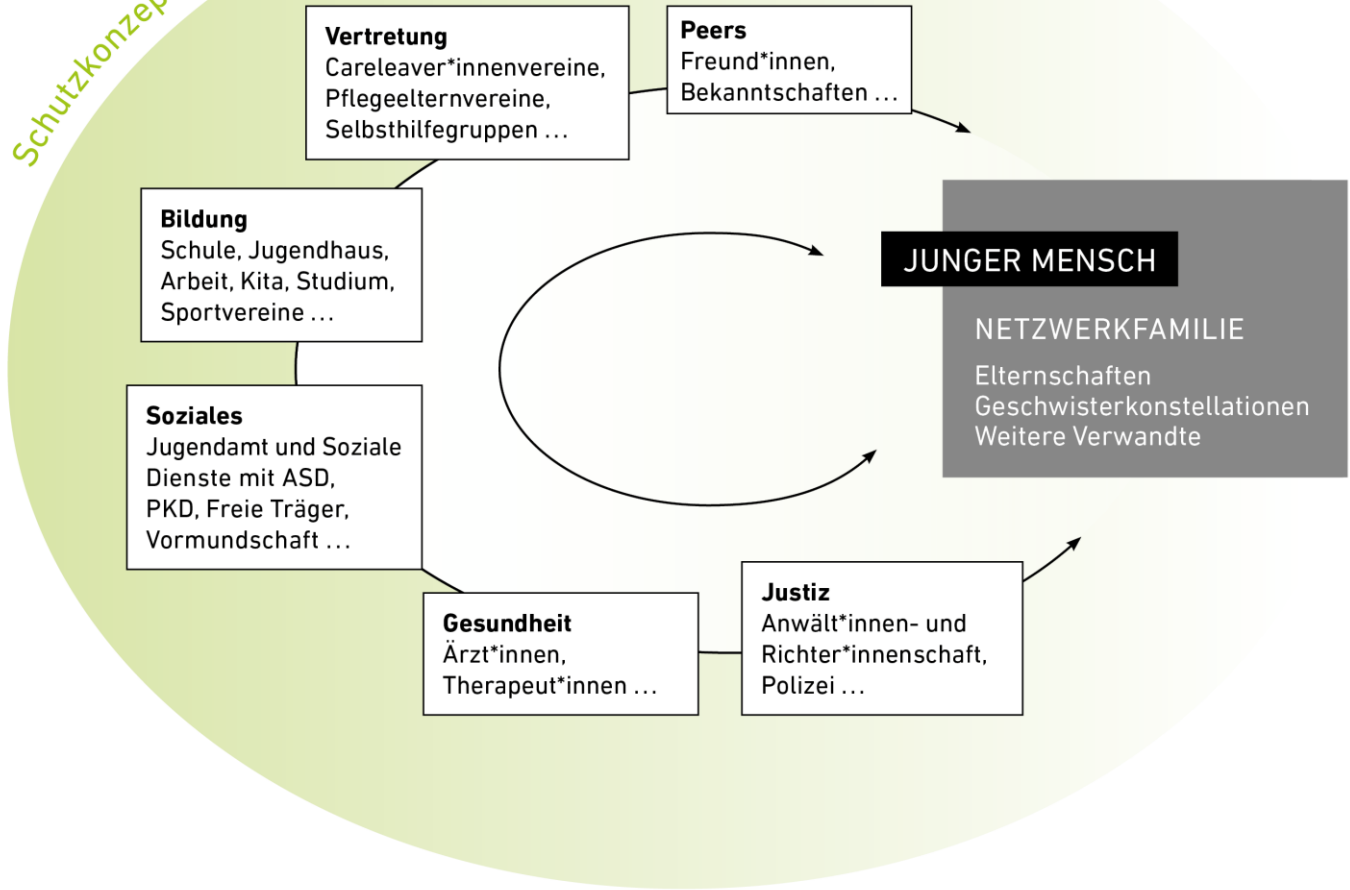 Schutzkonzep
Vertretung
Careleaver*innenvereine,
Pflegeelternvereine,
Selbsthilfegruppen ...
Peers
Freund*innen,
Bekanntschaften ...
Bildung
Schule, Jugendhaus,
Arbeit, Kita, Studium,
Sportvereine ...
JUNGER MENSCH
NETZWERKFAMILIE
Elternschaften
Geschwisterkonstellationen
Weitere Verwandte
Soziales
Jugendamt und Soziale
Dienste mit ASD,
PKD, Freie Träger,
Vormundschaft ...
Gesundheit
Ärzt*innen,
Therapeut*innen ...
Justiz
Anwält*innen- und
Richter*innenschaft,
Polizei ...